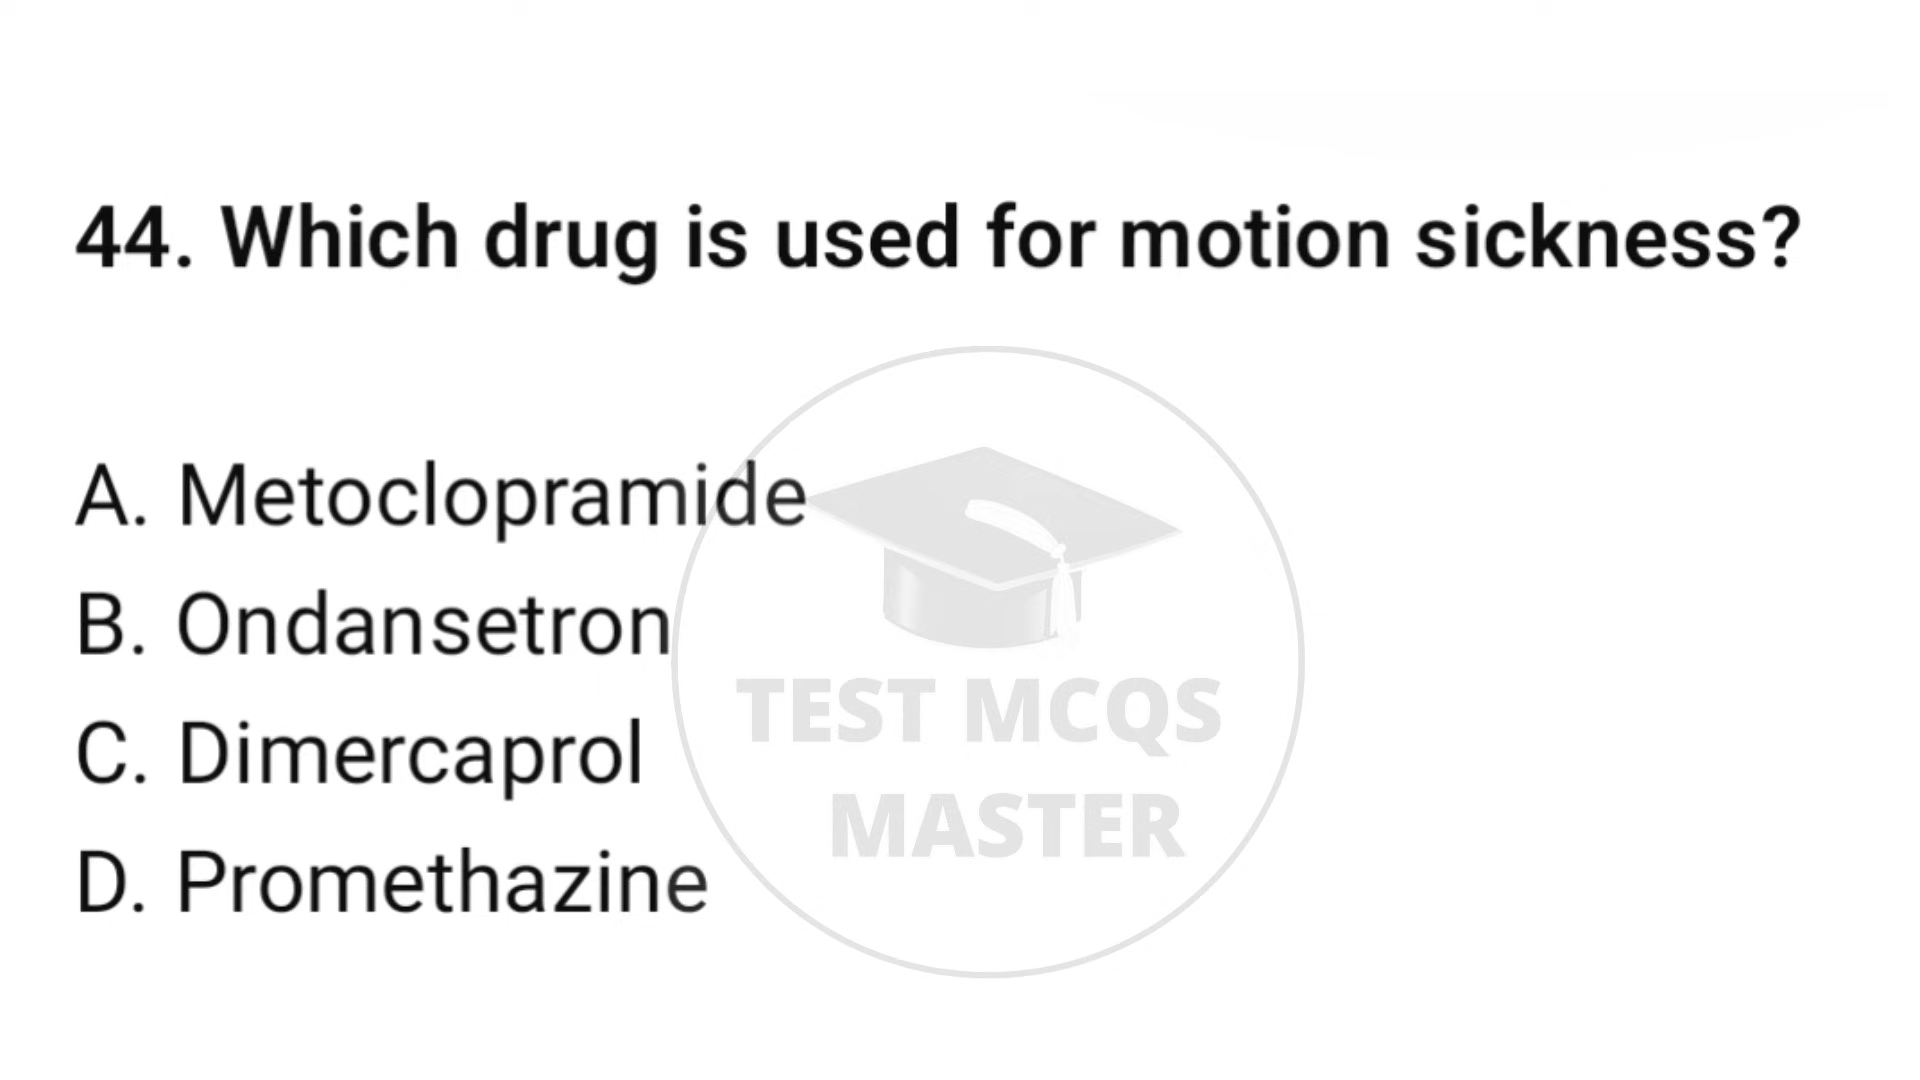 44. Which drug is used for motion sickness?
A. Metoclopramide
B. Ondansetron
C. Dimercaprol
D. Promethazine
TEST MCQS
MASTER